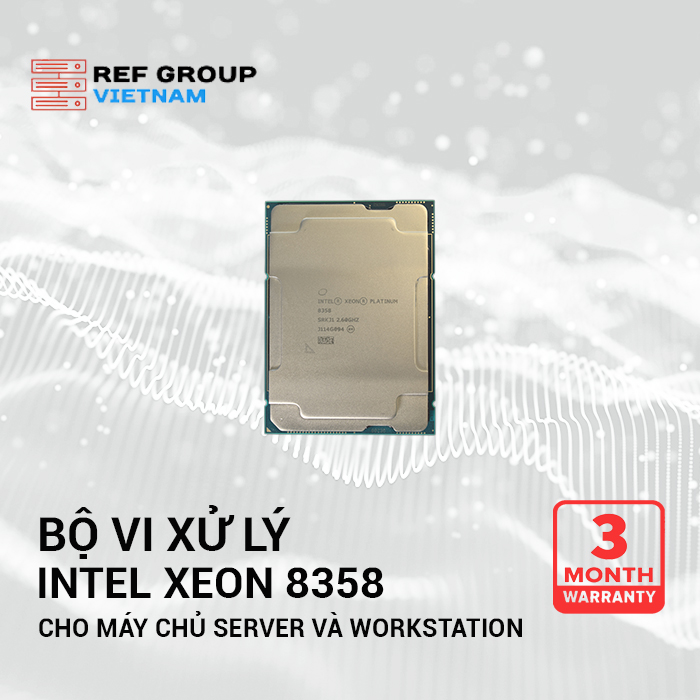 REF GROUP
VIETNAM
INTEL® XEON® PLATINUM
8358
SRKJ1 2.60GHZ
BỘ VI XỬ LÝ
INTEL XEON 8358
CHO MÁY CHỦ SERVER VÀ WORKSTATION
3
MONTH
WARRANTY